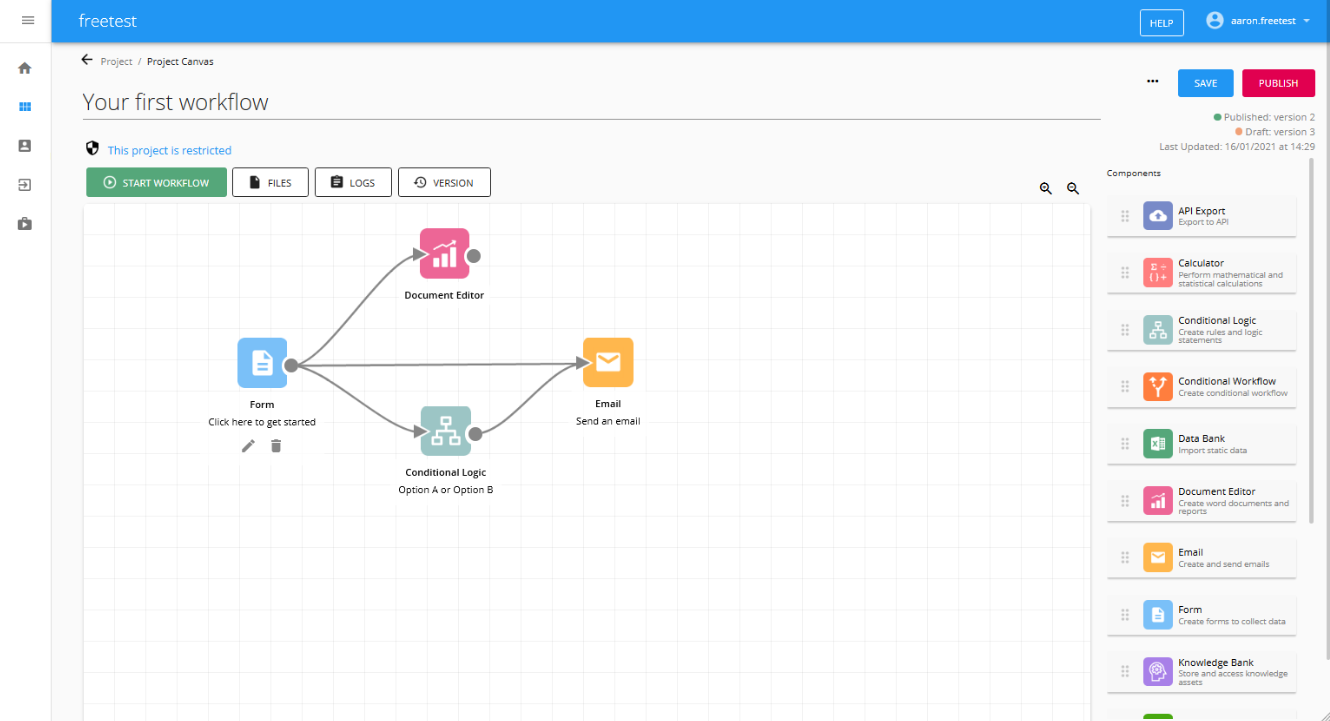 freetest
HELP
aaron.freetest
Project / Project Canvas
SAVE
PUBLISH
Your first workflow
Published: version 2
Draft: version 3
Last Updated: 16/01/2021 at 14:29
This project is restricted
START WORKFLOW
FILES
LOGS
VERSION
Components
API Export
Export to API
Calculator
Perform mathematical and
statistical calculations
Conditional Logic
Create rules and logic
statements
Conditional Workflow
Create conditional workflow
Data Bank
Import static data
Document Editor
Create word documents and
reports
Email
Create and send emails
Form
Create forms to collect data
Knowledge Bank
Store and access knowledge
assets
Document Editor
Form
Click here to get started
Email
Send an email
Conditional Logic
Option A or Option B